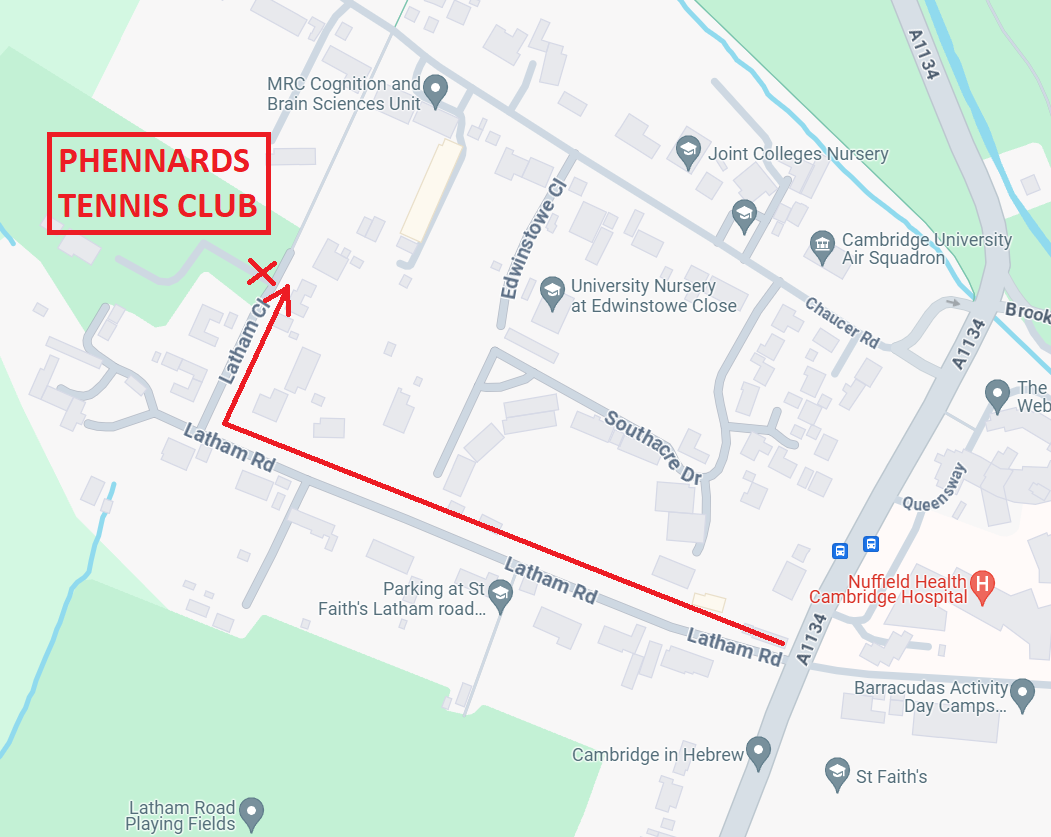 A1134
MRC Cognition and
Brain Sciences Unit
PHENNARDS
TENNIS CLUB
Joint Colleges Nursery
Edwinstowe Cl
Cambridge University
Air Squadron
University Nursery
at Edwinstowe Close
Chaucer Rd
Brook
A1134
Latham Cl
The
Web
Latham Rd
Southacre Dr
Queensway
Latham Rd
Parking at St
Faith's Latham road...
Nuffield Health
Cambridge Hospital
H
A1134
Latham Rd
Barracudas Activity
Day Camps...
Cambridge in Hebrew
St Faith's
Latham Road
Playing Fields